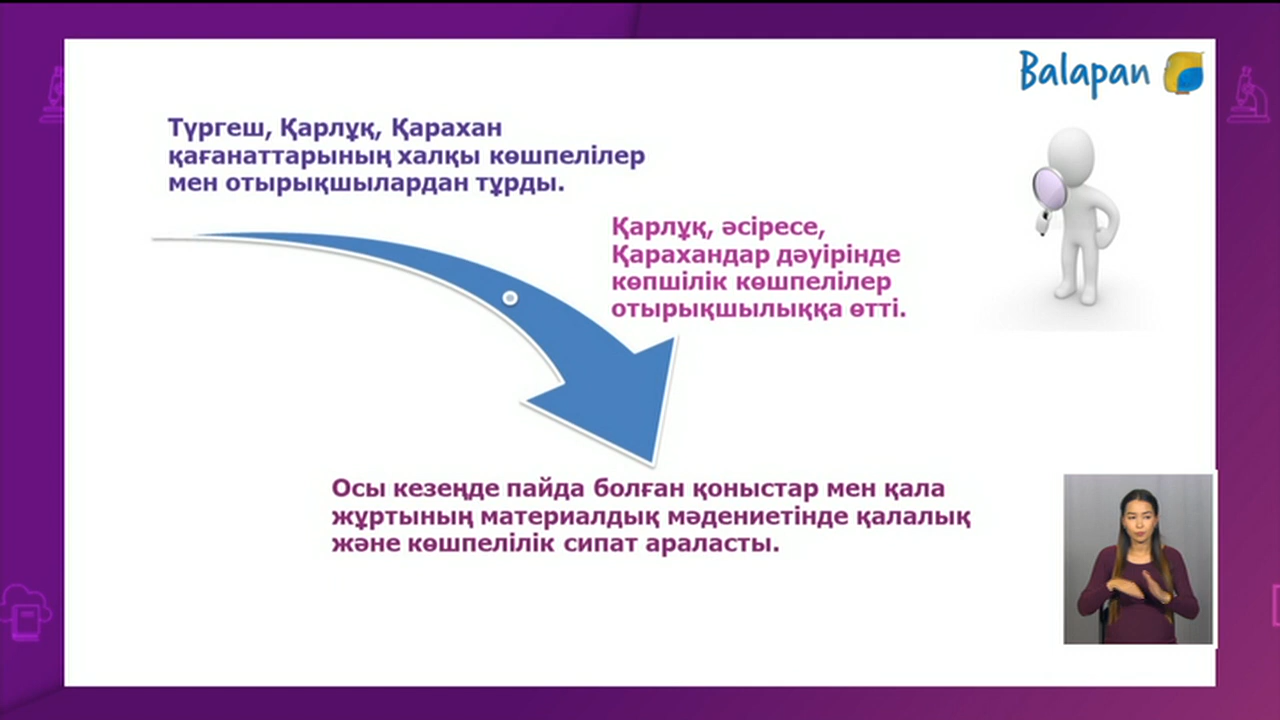 Balapan
Түргеш, Қарлұқ, Қарахан
қағанаттарының халқы көшпелілер
мен отырықшылардан тұрды.
Қарлұқ, әсіресе,
Қарахандар дәуірінде
көпшілік көшпелілер
отырықшылыққа өтті.
Осы кезеңде пайда болған қоныстар мен қала
жұртының материалдық мәдениетінде қалалық
және көшпелілік сипат араласты.